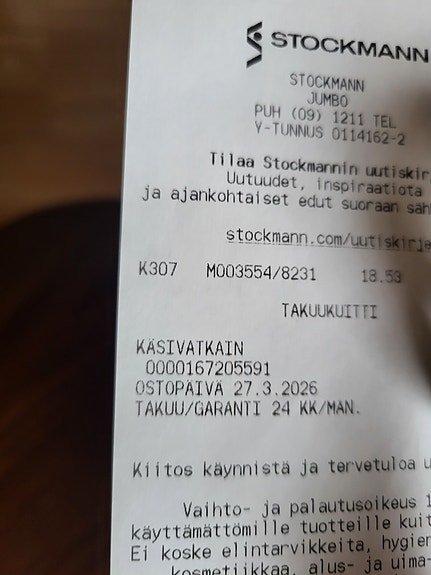 STOCKMANN
STOCKMANN
JUMBO
PUH (09) 1211 TEL
Y-TUNNUS 0114162-2
Tilaa Stockmannin uutiskir
Uutuudet, inspiraatiota
ja ajankohtaiset edut suoraan säh
stockmann.com/uutiskirje
K307 M003554/8231 18.53
TAKUUKUITTI
KÄSIVATKAIN
0000167205591
OSTOPÄIVÄ 27.3.2026
TAKUU/GARANTI 24 KK/MAN.
Kiitos käynnistä ja tervetuloa u
Vaihto- ja palautusoikeus 1
käyttämättömille tuotteille kuit
Ei koske elintarvikkeita, hygien
kosmetiikkaa, alus- ja uima-